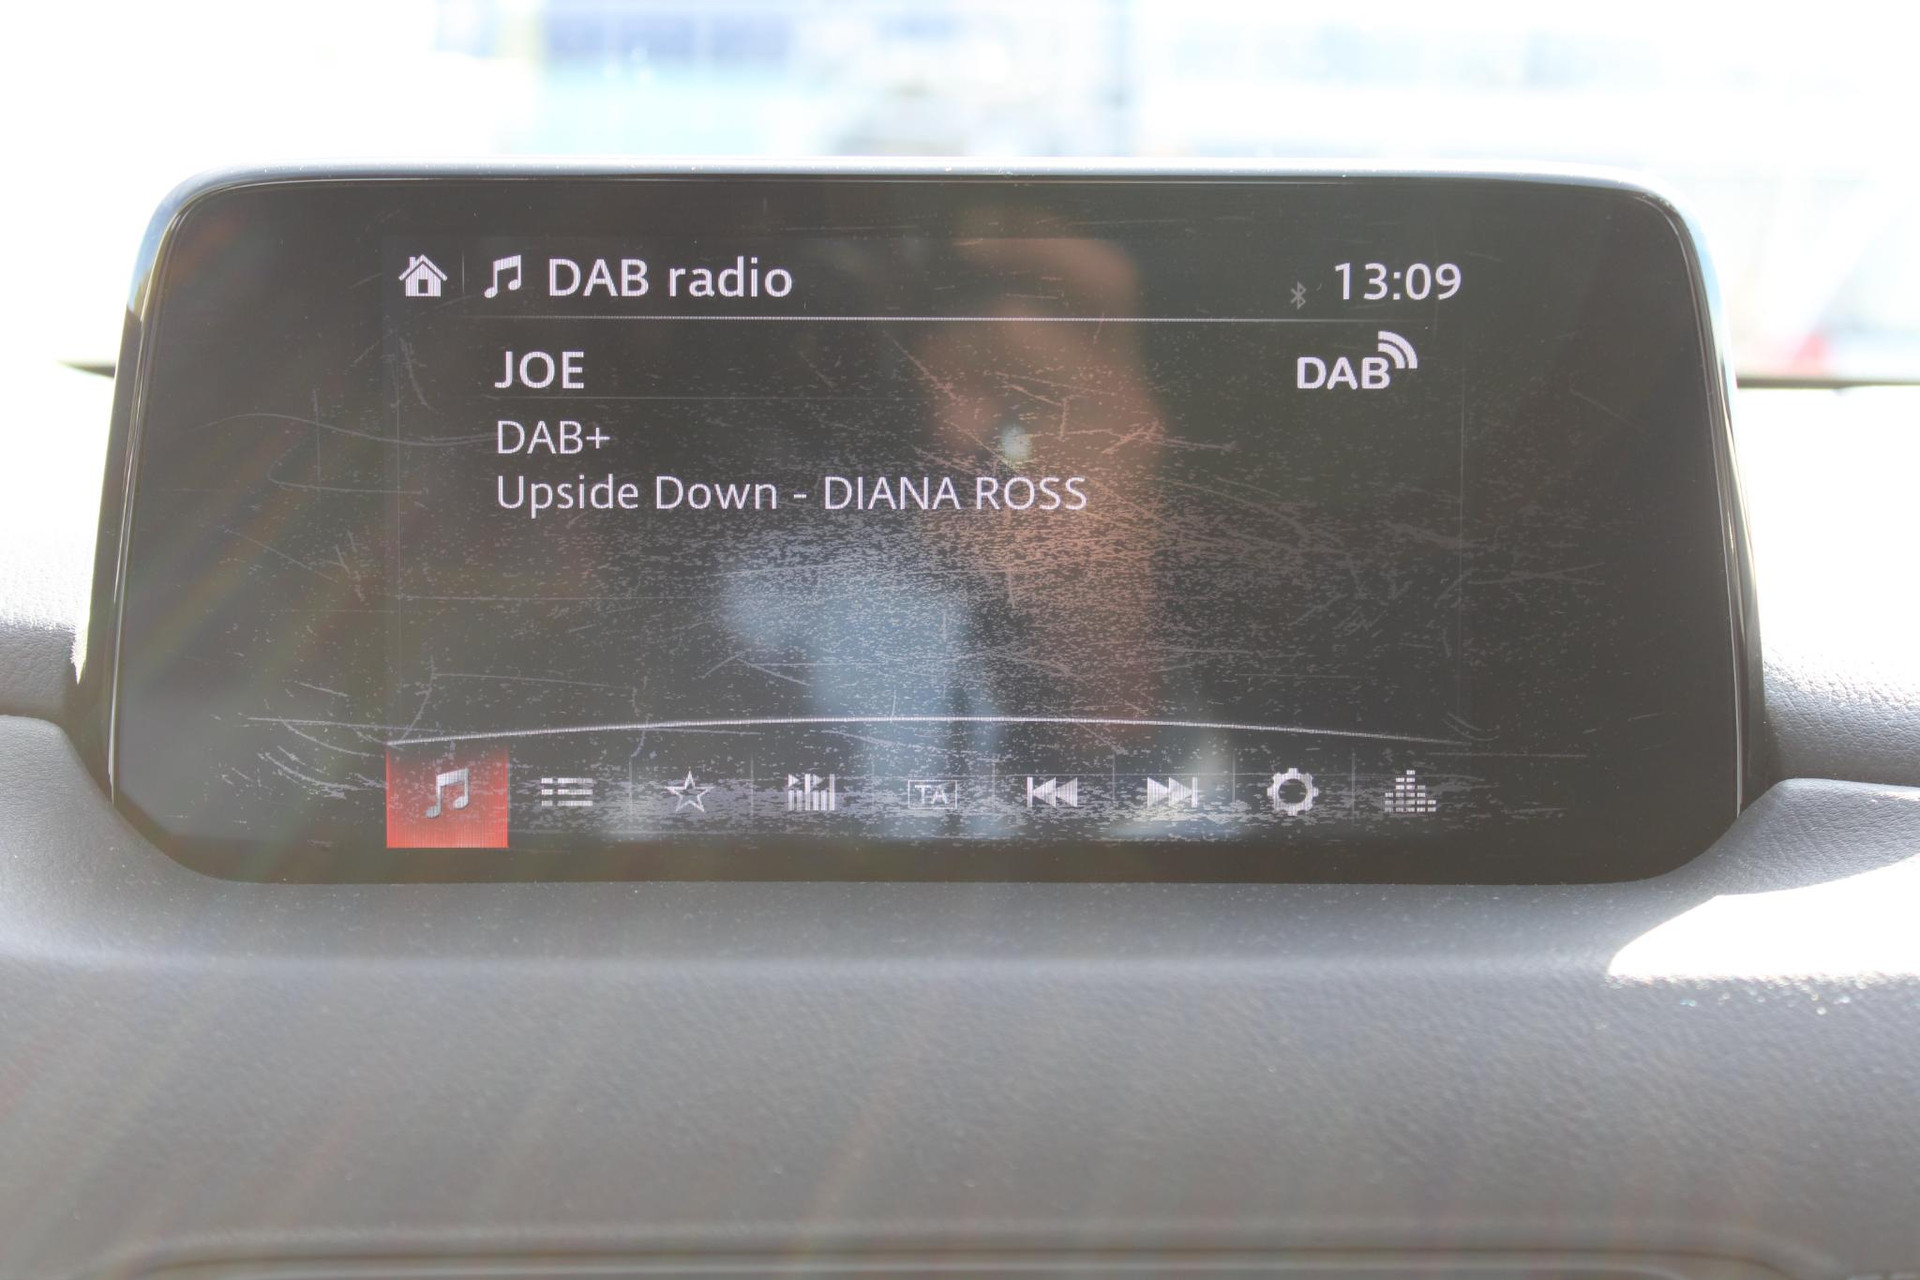 DAB radio 13:09
JOE DAB
DAB+
Upside Down - DIANA ROSS
TA